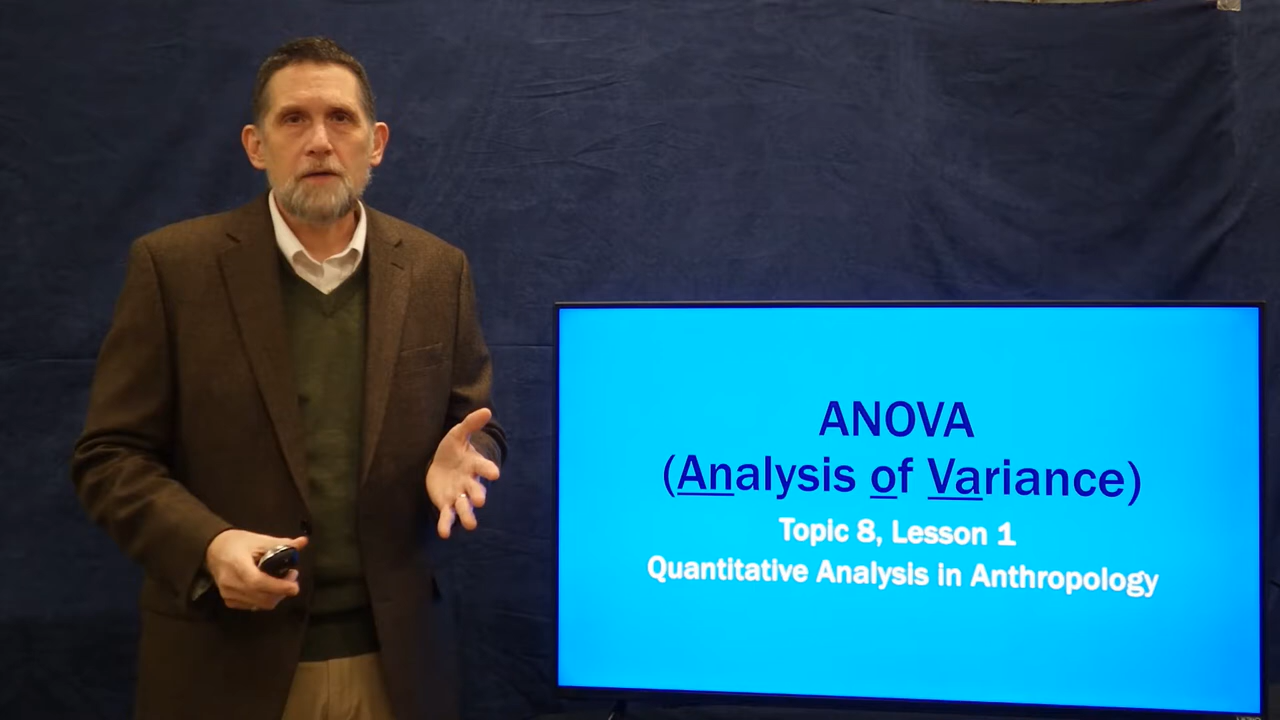 ANOVA
(Analysis of Variance)
Topic 8, Lesson 1
Quantitative Analysis in Anthropology